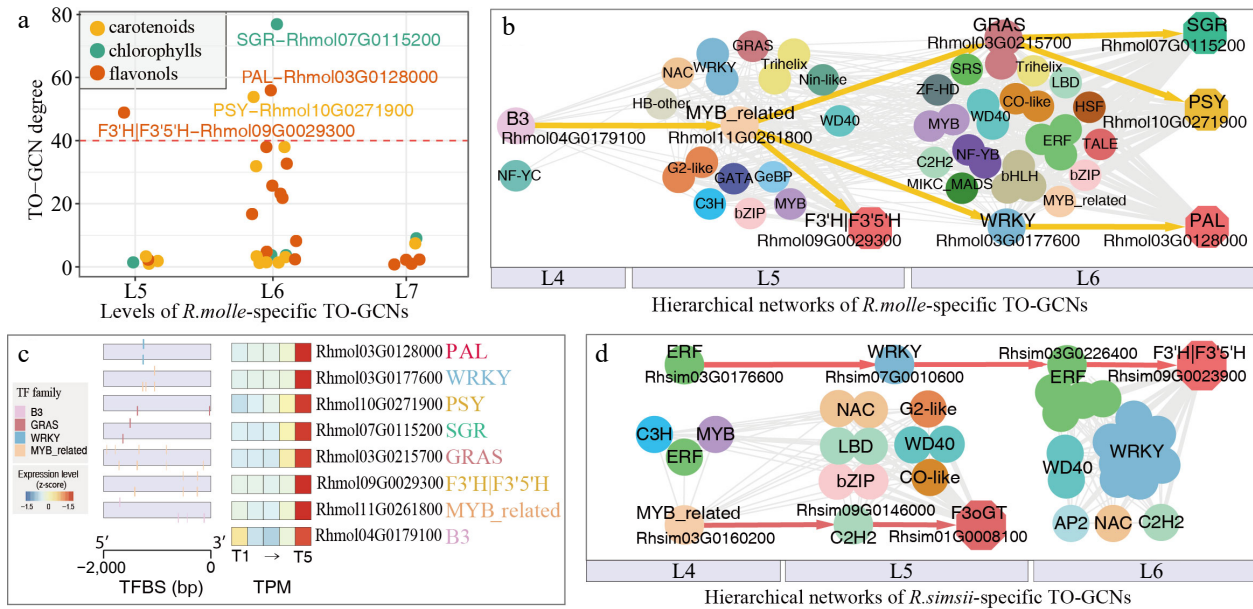 a
carotenoids
chlorophylls
flavonols
SGR−Rhmol07G0115200
PAL−Rhmol03G0128000
PSY−Rhmol10G0271900
F3'H|F3'5'H−Rhmol09G0029300
TO−GCN degree
80
60
40
20
0
L5 L6 L7
Levels of R.molle-specific TO-GCNs
b
B3
Rhmol04G0179100
NF-YC
GRAS
WRKY
NAC
Trihelix
Nin-like
HB-other
MYB_related
Rhmol11G0261800
WD40
G2-like
GATA
GeBP
C3H
bZIP
MYB
F3'H|F3'5'H
Rhmol09G0029300
GRAS
Rhmol03G0215700
SRS
Trihelix
LBD
ZF-HD
CO-like
HSF
WD40
MYB
ERF
TALE
NF-YB
C2H2
bHLH
bZIP
MIKC_MADS
MYB_related
WRKY
Rhmol03G0177600
SGR
Rhmol07G0115200
PSY
Rhmol10G0271900
PAL
Rhmol03G0128000
L4 L5 L6
Hierarchical networks of R.molle-specific TO-GCNs
c
TF family
B3
GRAS
WRKY
MYB_related
Expression level
(z-score)
−1.5 0 −1.5
Rhmol03G0128000 PAL
Rhmol03G0177600 WRKY
Rhmol10G0271900 PSY
Rhmol07G0115200 SGR
Rhmol03G0215700 GRAS
Rhmol09G0029300 F3'H|F3'5'H
Rhmol11G0261800 MYB_related
Rhmol04G0179100 B3
5′ 3′
−2,000 0
TFBS (bp)
T1 → T5
TPM
d
ERF
Rhsim03G0176600
WRKY
Rhsim07G0010600
Rhsim03G0226400
ERF
F3'H|F3'5'H
Rhsim09G0023900
C3H
MYB
ERF
NAC
G2-like
LBD
WD40
bZIP
CO-like
WD40
WRKY
MYB_related
Rhsim03G0160200
Rhsim09G0146000
C2H2
F3oGT
Rhsim01G0008100
AP2
NAC
C2H2
L4 L5 L6
Hierarchical networks of R.simsii-specific TO-GCNs